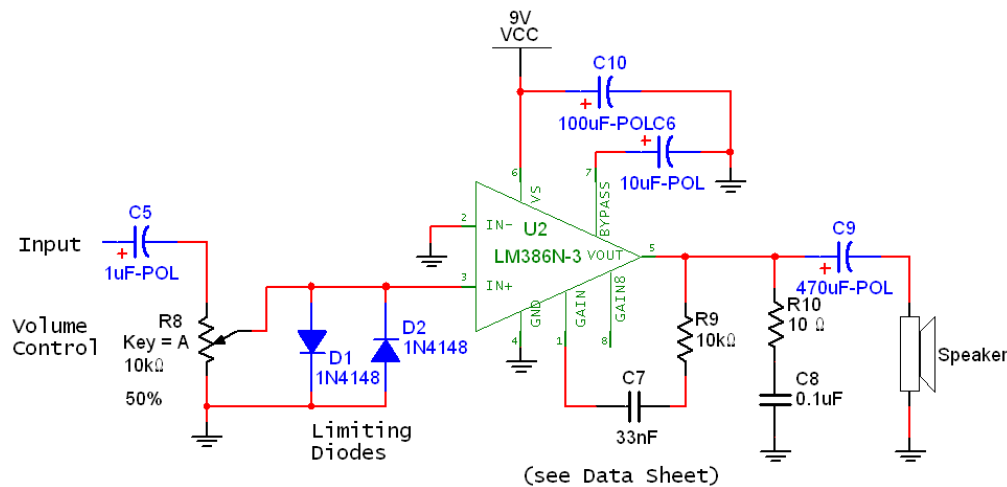 9V
VCC
C10
100uF-POL
C6
10uF-POL
6
7
VS
BYPASS
C5
Input
1uF-POL
2
IN-
U2
LM386N-3
VOUT
5
C9
470uF-POL
3
IN+
GND
GAIN
GAIN8
4
1
8
Volume
Control
R8
Key = A
10kΩ
50%
D1
1N4148
D2
1N4148
R9
10kΩ
R10
10 Ω
Speaker
C7
33nF
C8
0.1uF
Limiting
Diodes
(see Data Sheet)